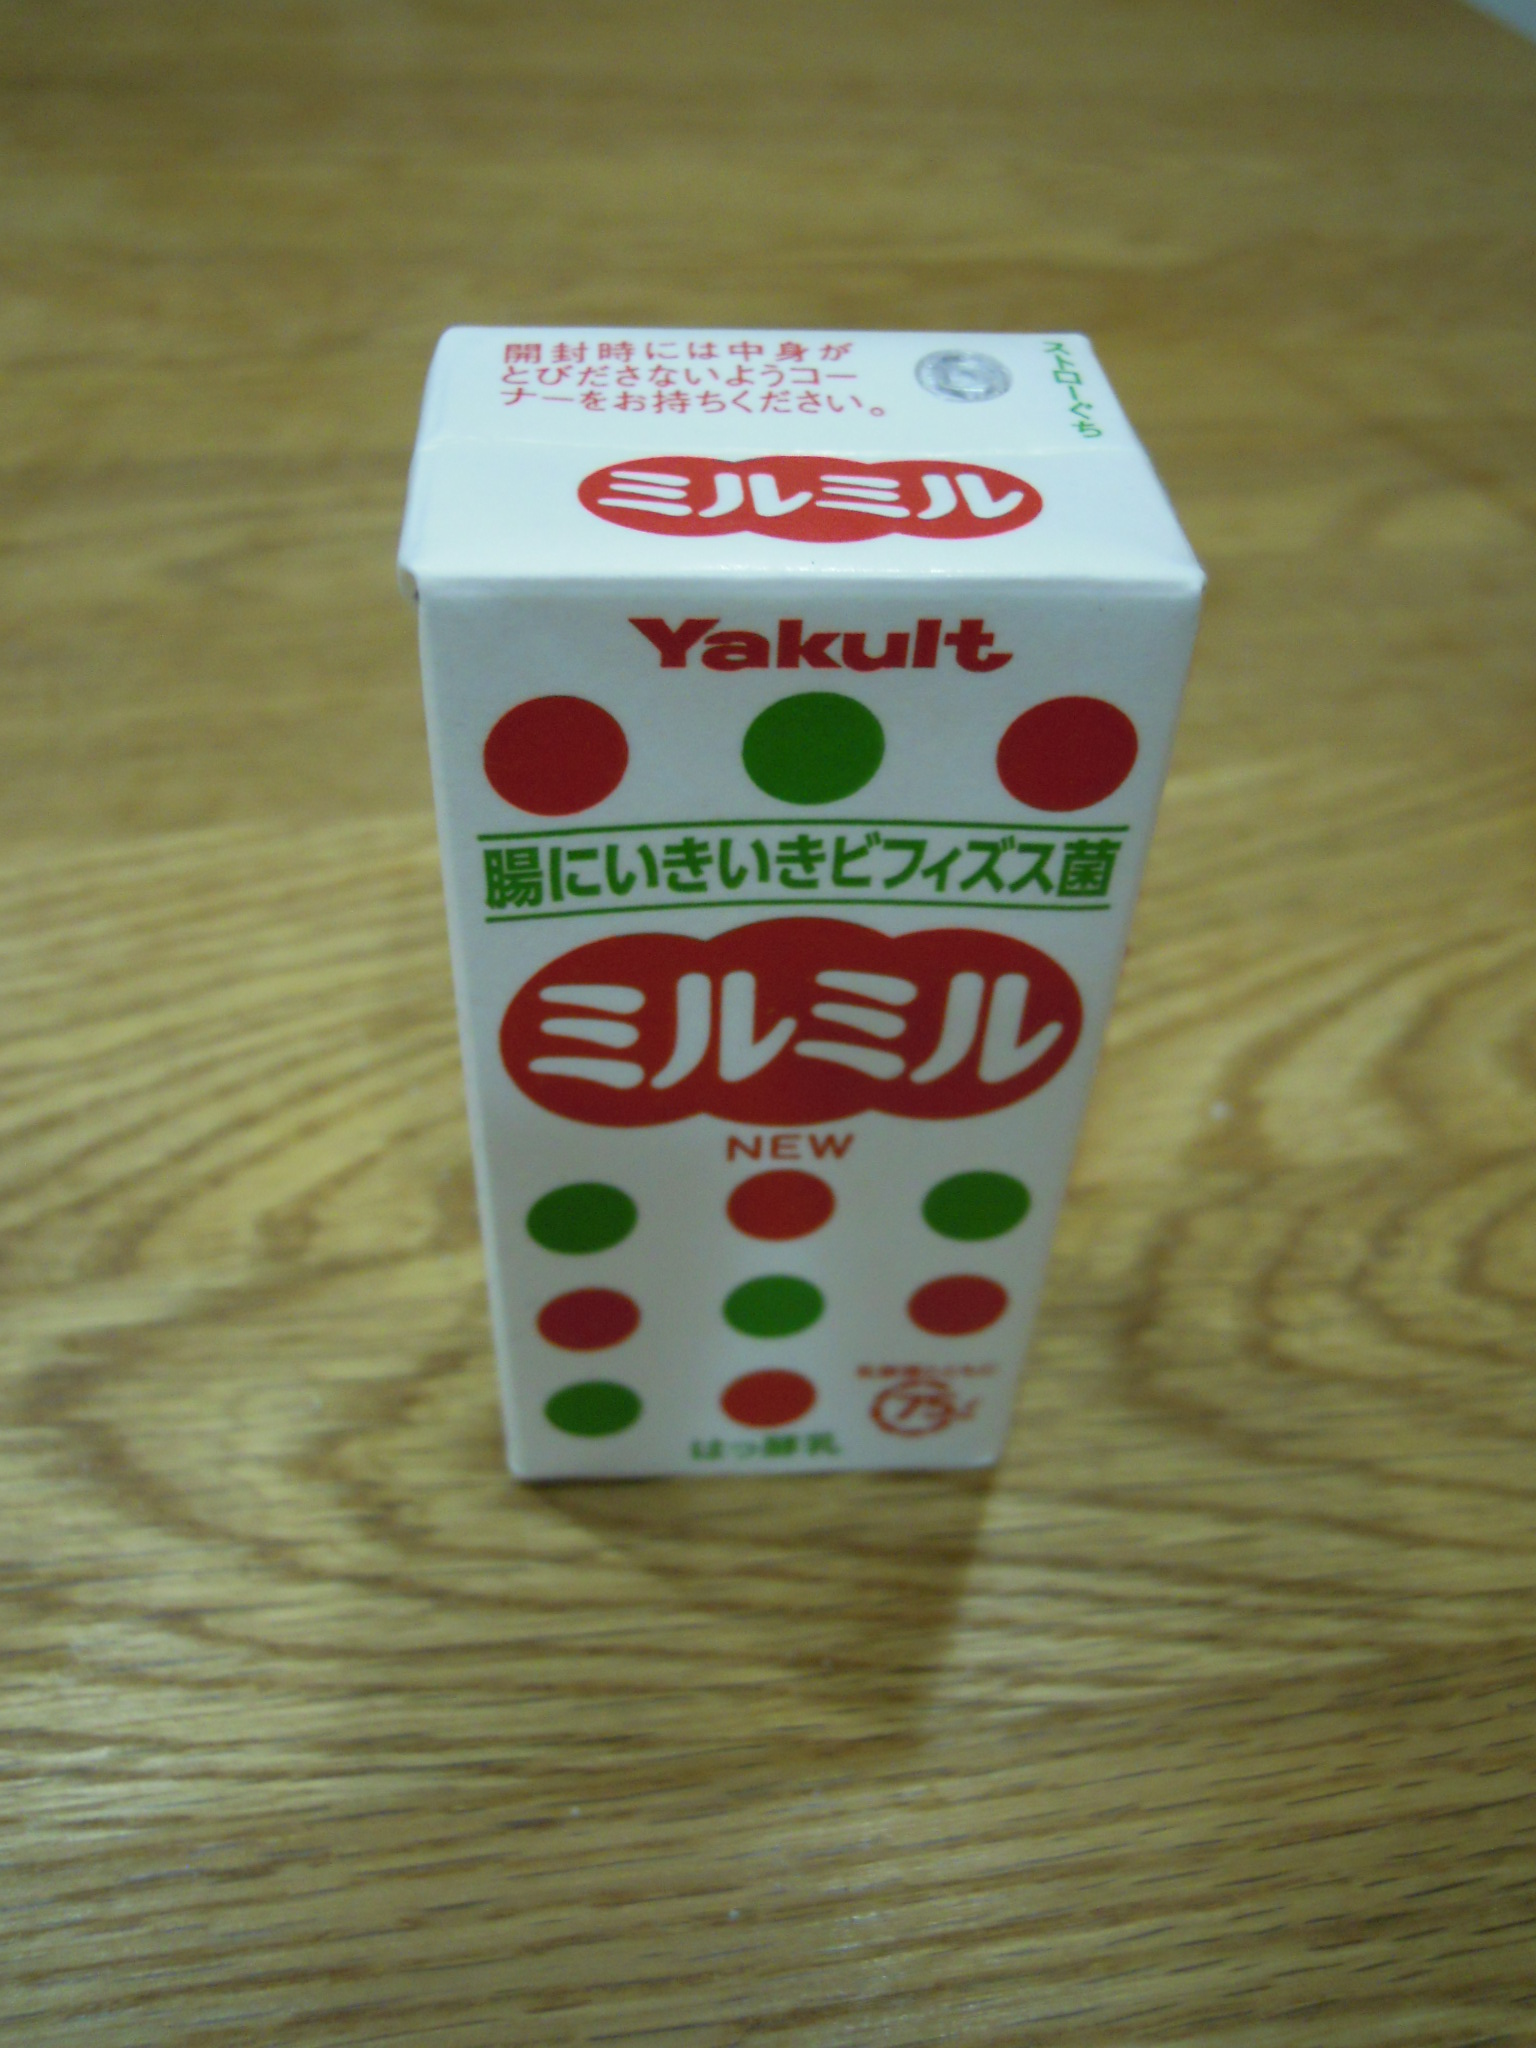 開封時には中身が
とびださないようコー
ナーをお持ちください。
ストローぐち
ミルミル
Yakult
腸にいきいきビフィズス菌
ミルミル
NEW
75
はっ酵乳